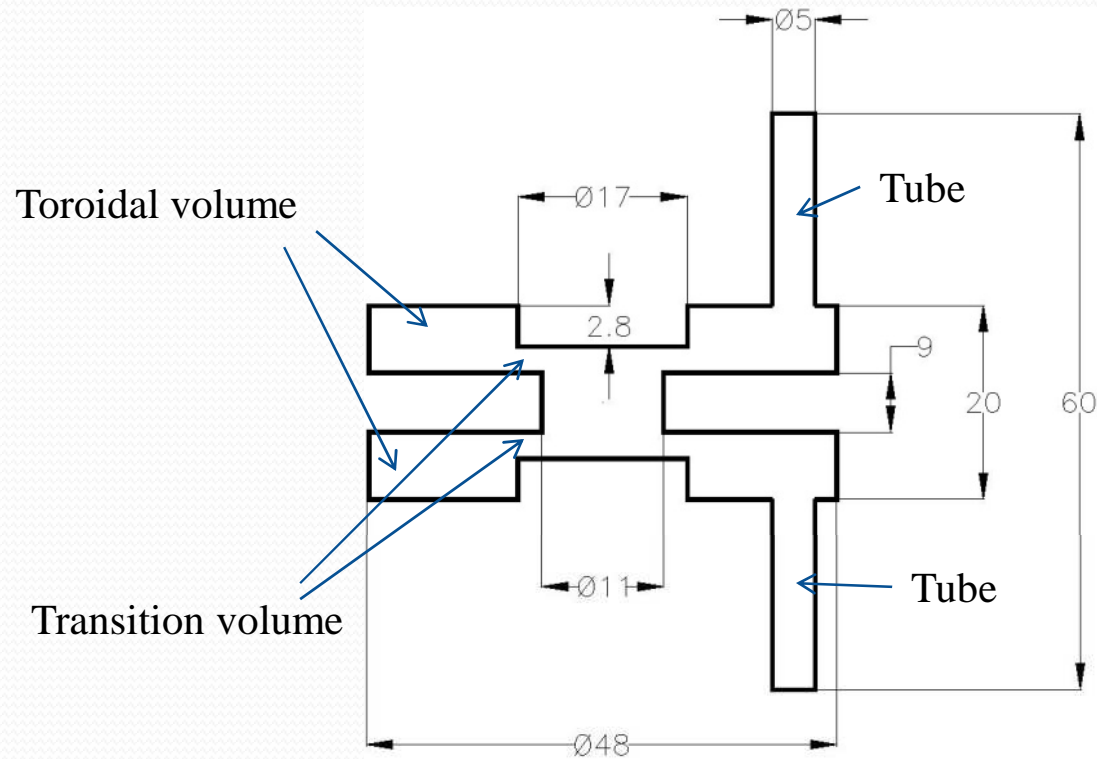 Ø5
Toroidal volume
Ø17
Tube
2.8
9
20
60
Ø11
Tube
Transition volume
Ø48